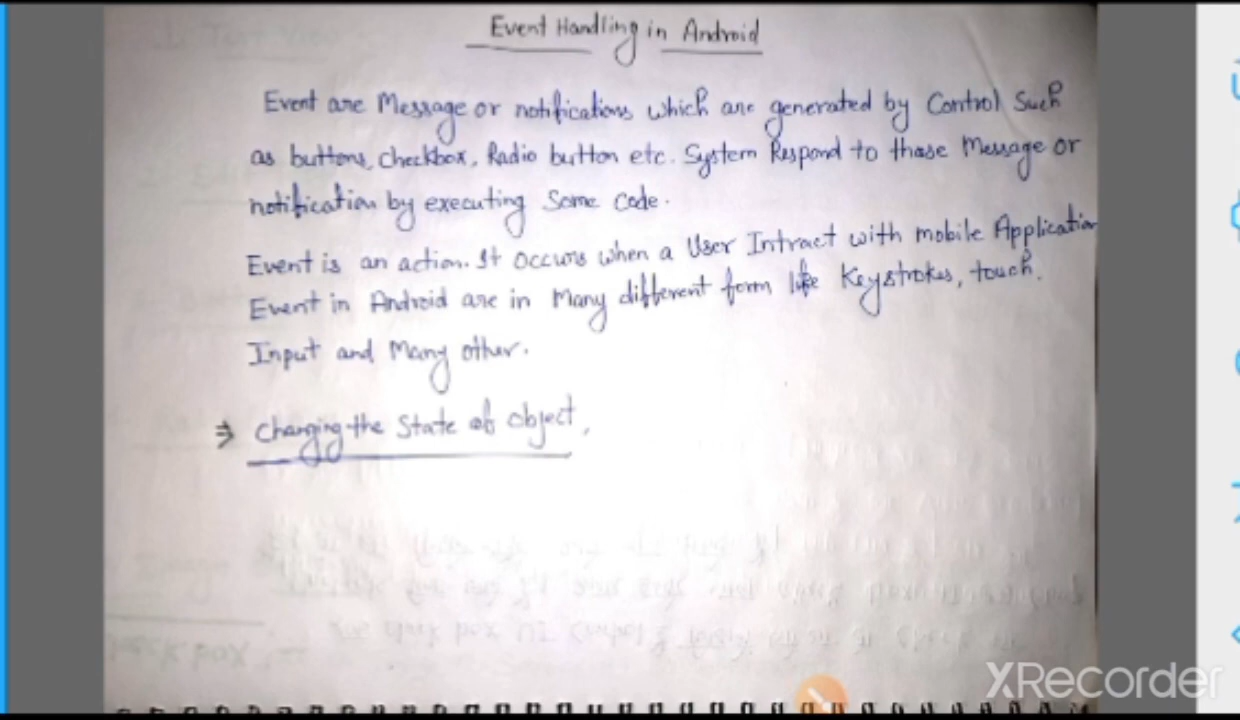 Event Handling in Android
Event are Message or notifications which are generated by Control Such
as buttons, checkbox, Radio button etc. System Respond to those Message or
notification by executing Some Code.
Event is an action. It occurs when a User Intract with mobile Application
Event in Android are in Many different form like Keystrokes, touch.
Input and Many other.
⇒ Changing the State of object,
XRecorder